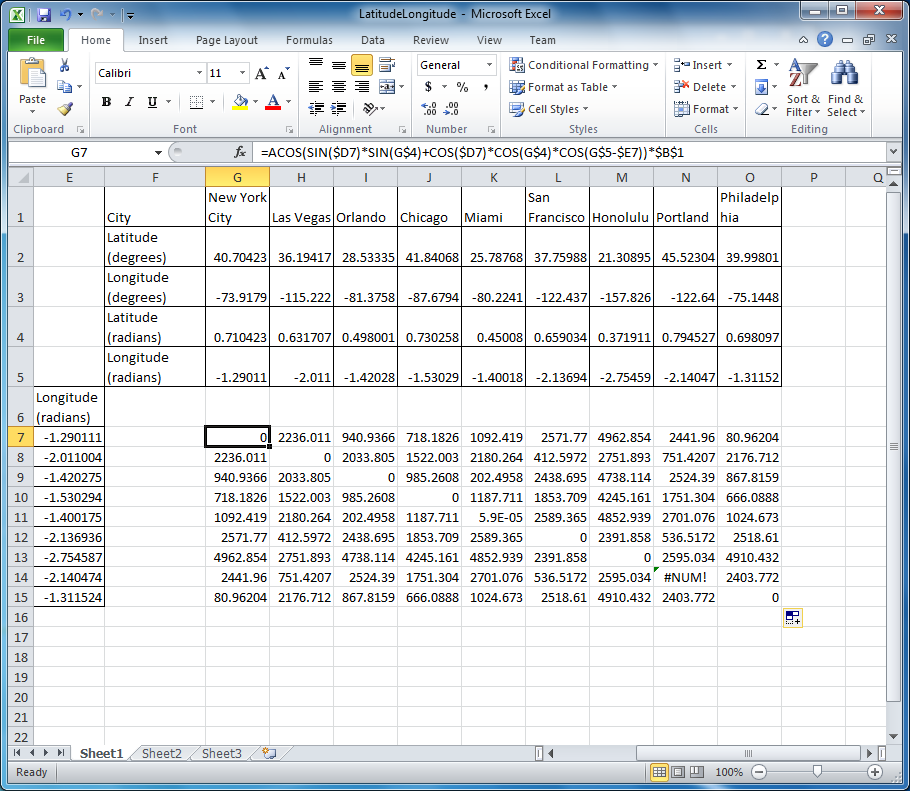 LatitudeLongitude - Microsoft Excel
File Home Insert Page Layout Formulas Data Review View Team
Calibri 11 General Conditional Formatting Insert Σ
Format as Table Delete
B I U $ % , Cell Styles Format
Paste Sort & Filter Find & Select
Clipboard Font Alignment Number Styles Cells Editing
G7 fx =ACOS(SIN($D7)*SIN(G$4)+COS($D7)*COS(G$4)*COS(G$5-$E7))*$B$1
E F G H I J K L M N O P Q
1 City New York City Las Vegas Orlando Chicago Miami San Francisco Honolulu Portland Philadelphia
2 Latitude (degrees) 40.70423 36.19417 28.53335 41.84068 25.78768 37.75988 21.30895 45.52304 39.99801
3 Longitude (degrees) -73.9179 -115.222 -81.3758 -87.6794 -80.2241 -122.437 -157.826 -122.64 -75.1448
4 Latitude (radians) 0.710423 0.631707 0.498001 0.730258 0.45008 0.659034 0.371911 0.794527 0.698097
5 Longitude (radians) -1.29011 -2.011 -1.42028 -1.53029 -1.40018 -2.13694 -2.75459 -2.14047 -1.31152
6 Longitude (radians)
7 -1.290111 0 2236.011 940.9366 718.1826 1092.419 2571.77 4962.854 2441.96 80.96204
8 -2.011004 2236.011 0 2033.805 1522.003 2180.264 412.5972 2751.893 751.4207 2176.712
9 -1.420275 940.9366 2033.805 0 985.2608 202.4958 2438.695 4738.114 2524.39 867.8159
10 -1.530294 718.1826 1522.003 985.2608 0 1187.711 1853.709 4245.161 1751.304 666.0888
11 -1.400175 1092.419 2180.264 202.4958 1187.711 5.9E-05 2589.365 4852.939 2701.076 1024.673
12 -2.136936 2571.77 412.5972 2438.695 1853.709 2589.365 0 2391.858 536.5172 2518.61
13 -2.754587 4962.854 2751.893 4738.114 4245.161 4852.939 2391.858 0 2595.034 4910.432
14 -2.140474 2441.96 751.4207 2524.39 1751.304 2701.076 536.5172 2595.034 #NUM! 2403.772
15 -1.311524 80.96204 2176.712 867.8159 666.0888 1024.673 2518.61 4910.432 2403.772 0
16
17
18
19
20
21
22
Sheet1 Sheet2 Sheet3
Ready 100%